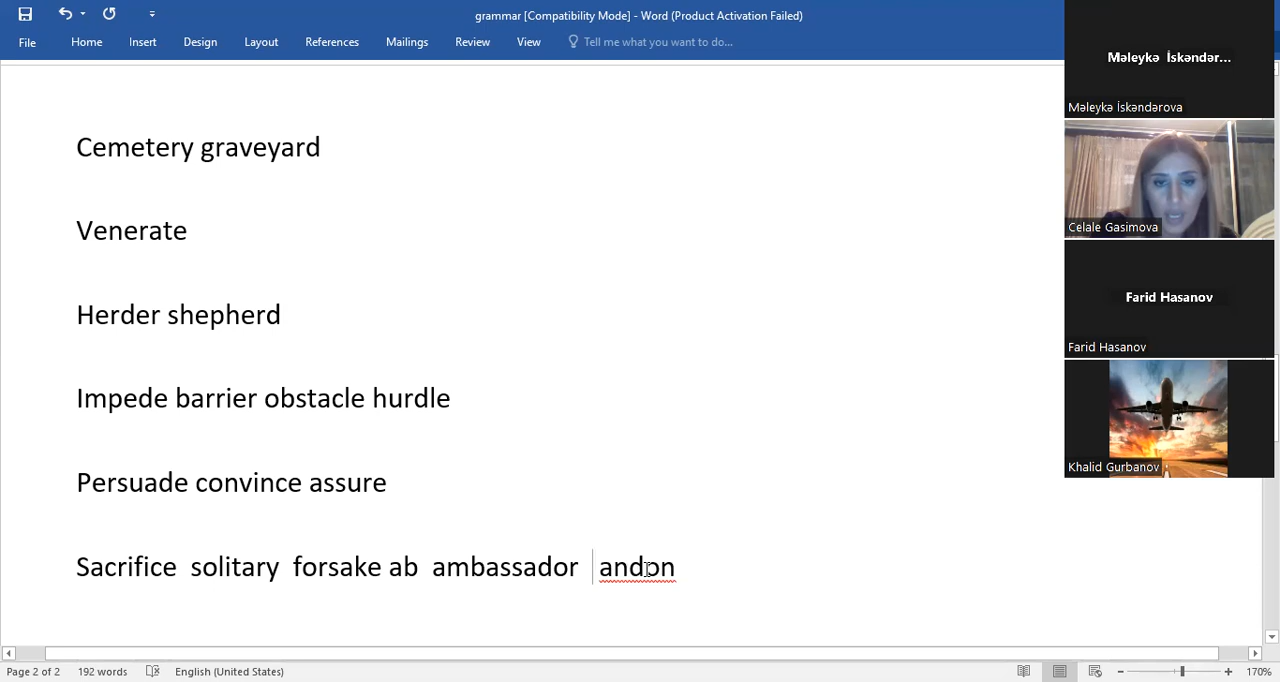 grammar [Compatibility Mode] - Word (Product Activation Failed)
File Home Insert Design Layout References Mailings Review View Tell me what you want to do...
Cemetery graveyard
Venerate
Herder shepherd
Impede barrier obstacle hurdle
Persuade convince assure
Sacrifice solitary forsake ab ambassador andon
Məleykə İskəndər...
Məleykə İskəndərova
Celale Gasimova
Farid Hasanov
Farid Hasanov
Khalid Gurbanov
Page 2 of 2 192 words English (United States) 170%